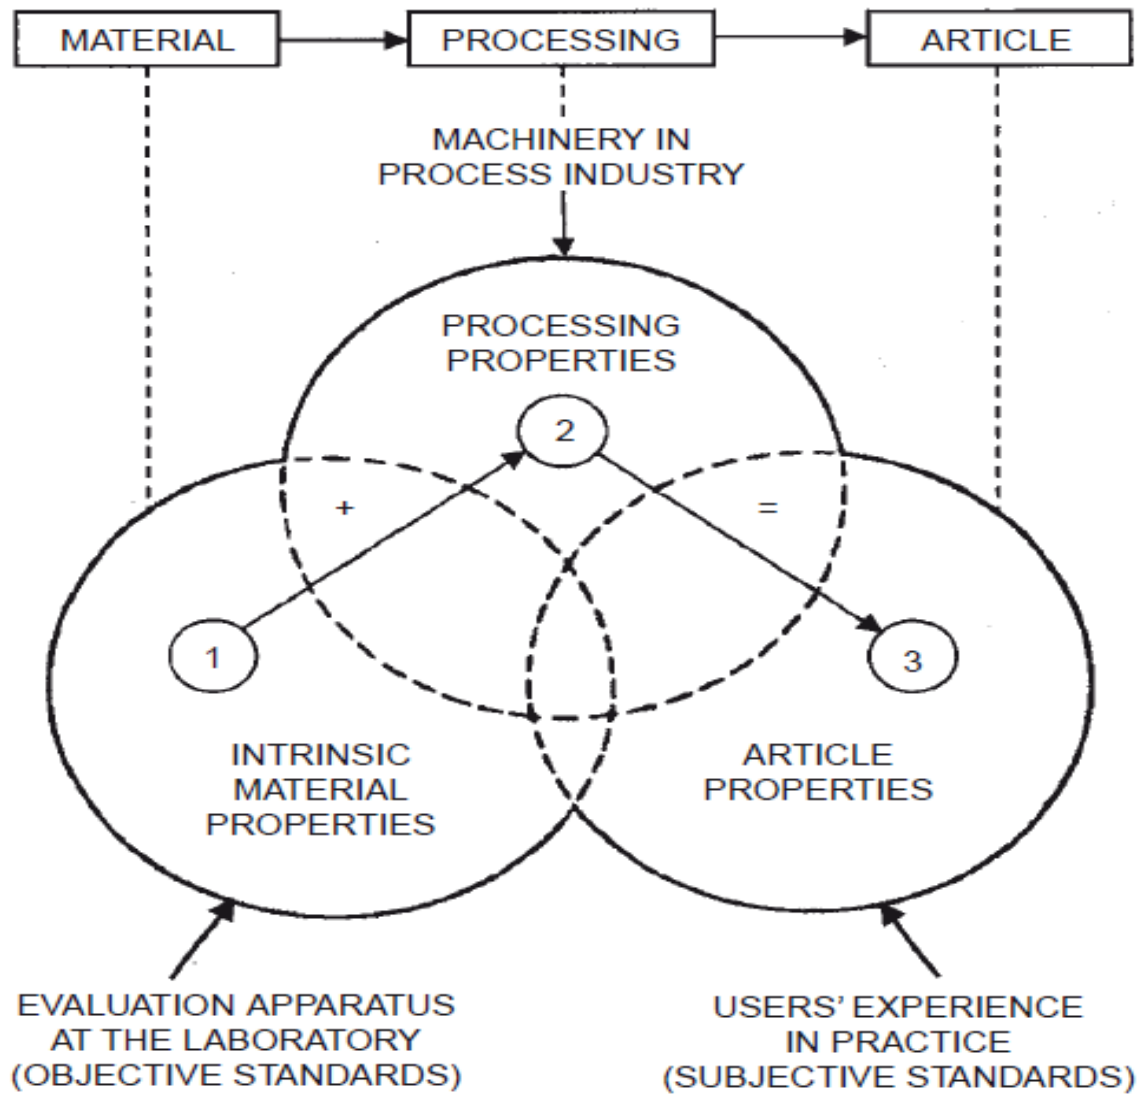 MATERIAL
PROCESSING
ARTICLE
MACHINERY IN
PROCESS INDUSTRY
PROCESSING
PROPERTIES
2
+
=
1
3
INTRINSIC
MATERIAL
PROPERTIES
ARTICLE
PROPERTIES
EVALUATION APPARATUS
AT THE LABORATORY
(OBJECTIVE STANDARDS)
USERS’ EXPERIENCE
IN PRACTICE
(SUBJECTIVE STANDARDS)